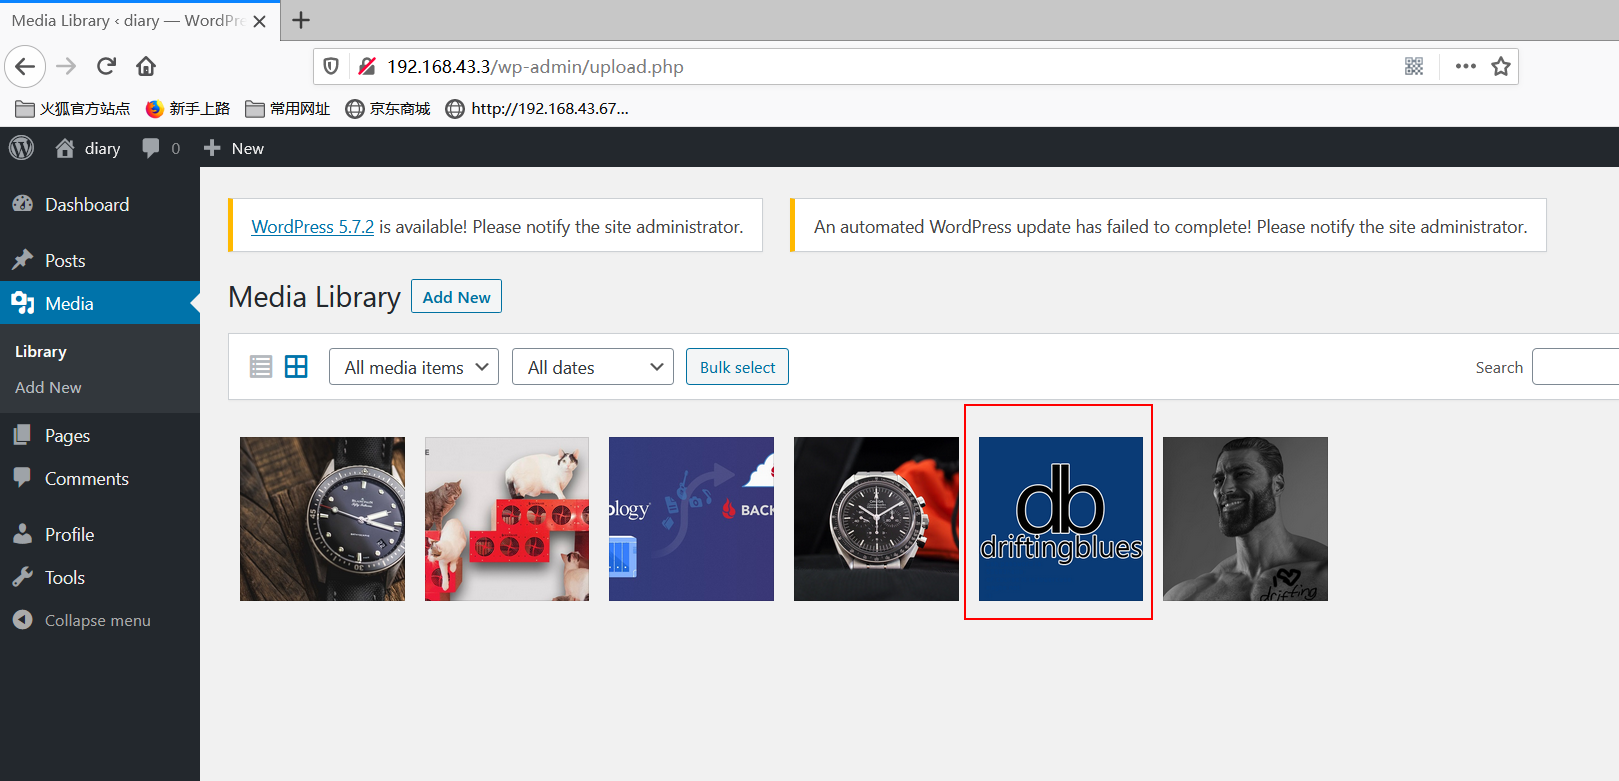 Media Library ‹ diary — WordPre
192.168.43.3/wp-admin/upload.php
火狐官方站点 新手上路 常用网址 京东商城 http://192.168.43.67...
diary 0 New
Dashboard
Posts
Media
Library
Add New
Pages
Comments
Profile
Tools
Collapse menu
WordPress 5.7.2 is available! Please notify the site administrator.
An automated WordPress update has failed to complete! Please notify the site administrator.
Media Library Add New
All media items All dates Bulk select Search
ology
BACK
db
driftingblues
I
drifting